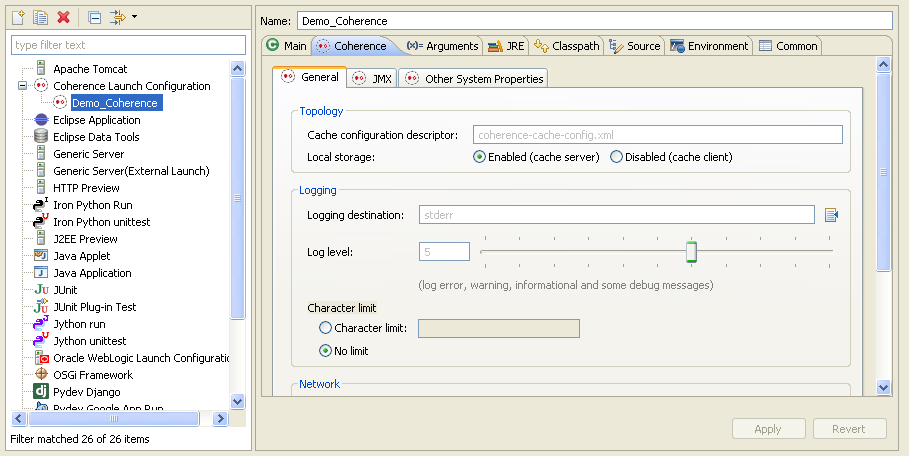 type filter text
Apache Tomcat
Coherence Launch Configuration
Demo_Coherence
Eclipse Application
Eclipse Data Tools
Generic Server
Generic Server(External Launch)
HTTP Preview
Iron Python Run
Iron Python unittest
J2EE Preview
Java Applet
Java Application
JUnit
JUnit Plug-in Test
Jython run
Jython unittest
Oracle WebLogic Launch Configuratio
OSGi Framework
Pydev Django
Pydev Google App Run
Filter matched 26 of 26 items
Name: Demo_Coherence
Main Coherence Arguments JRE Classpath Source Environment Common
General JMX Other System Properties
Topology
Cache configuration descriptor: coherence-cache-config.xml
Local storage: Enabled (cache server) Disabled (cache client)
Logging
Logging destination: stderr
Log level: 5
(log error, warning, informational and some debug messages)
Character limit
Character limit:
No limit
Network
Apply Revert